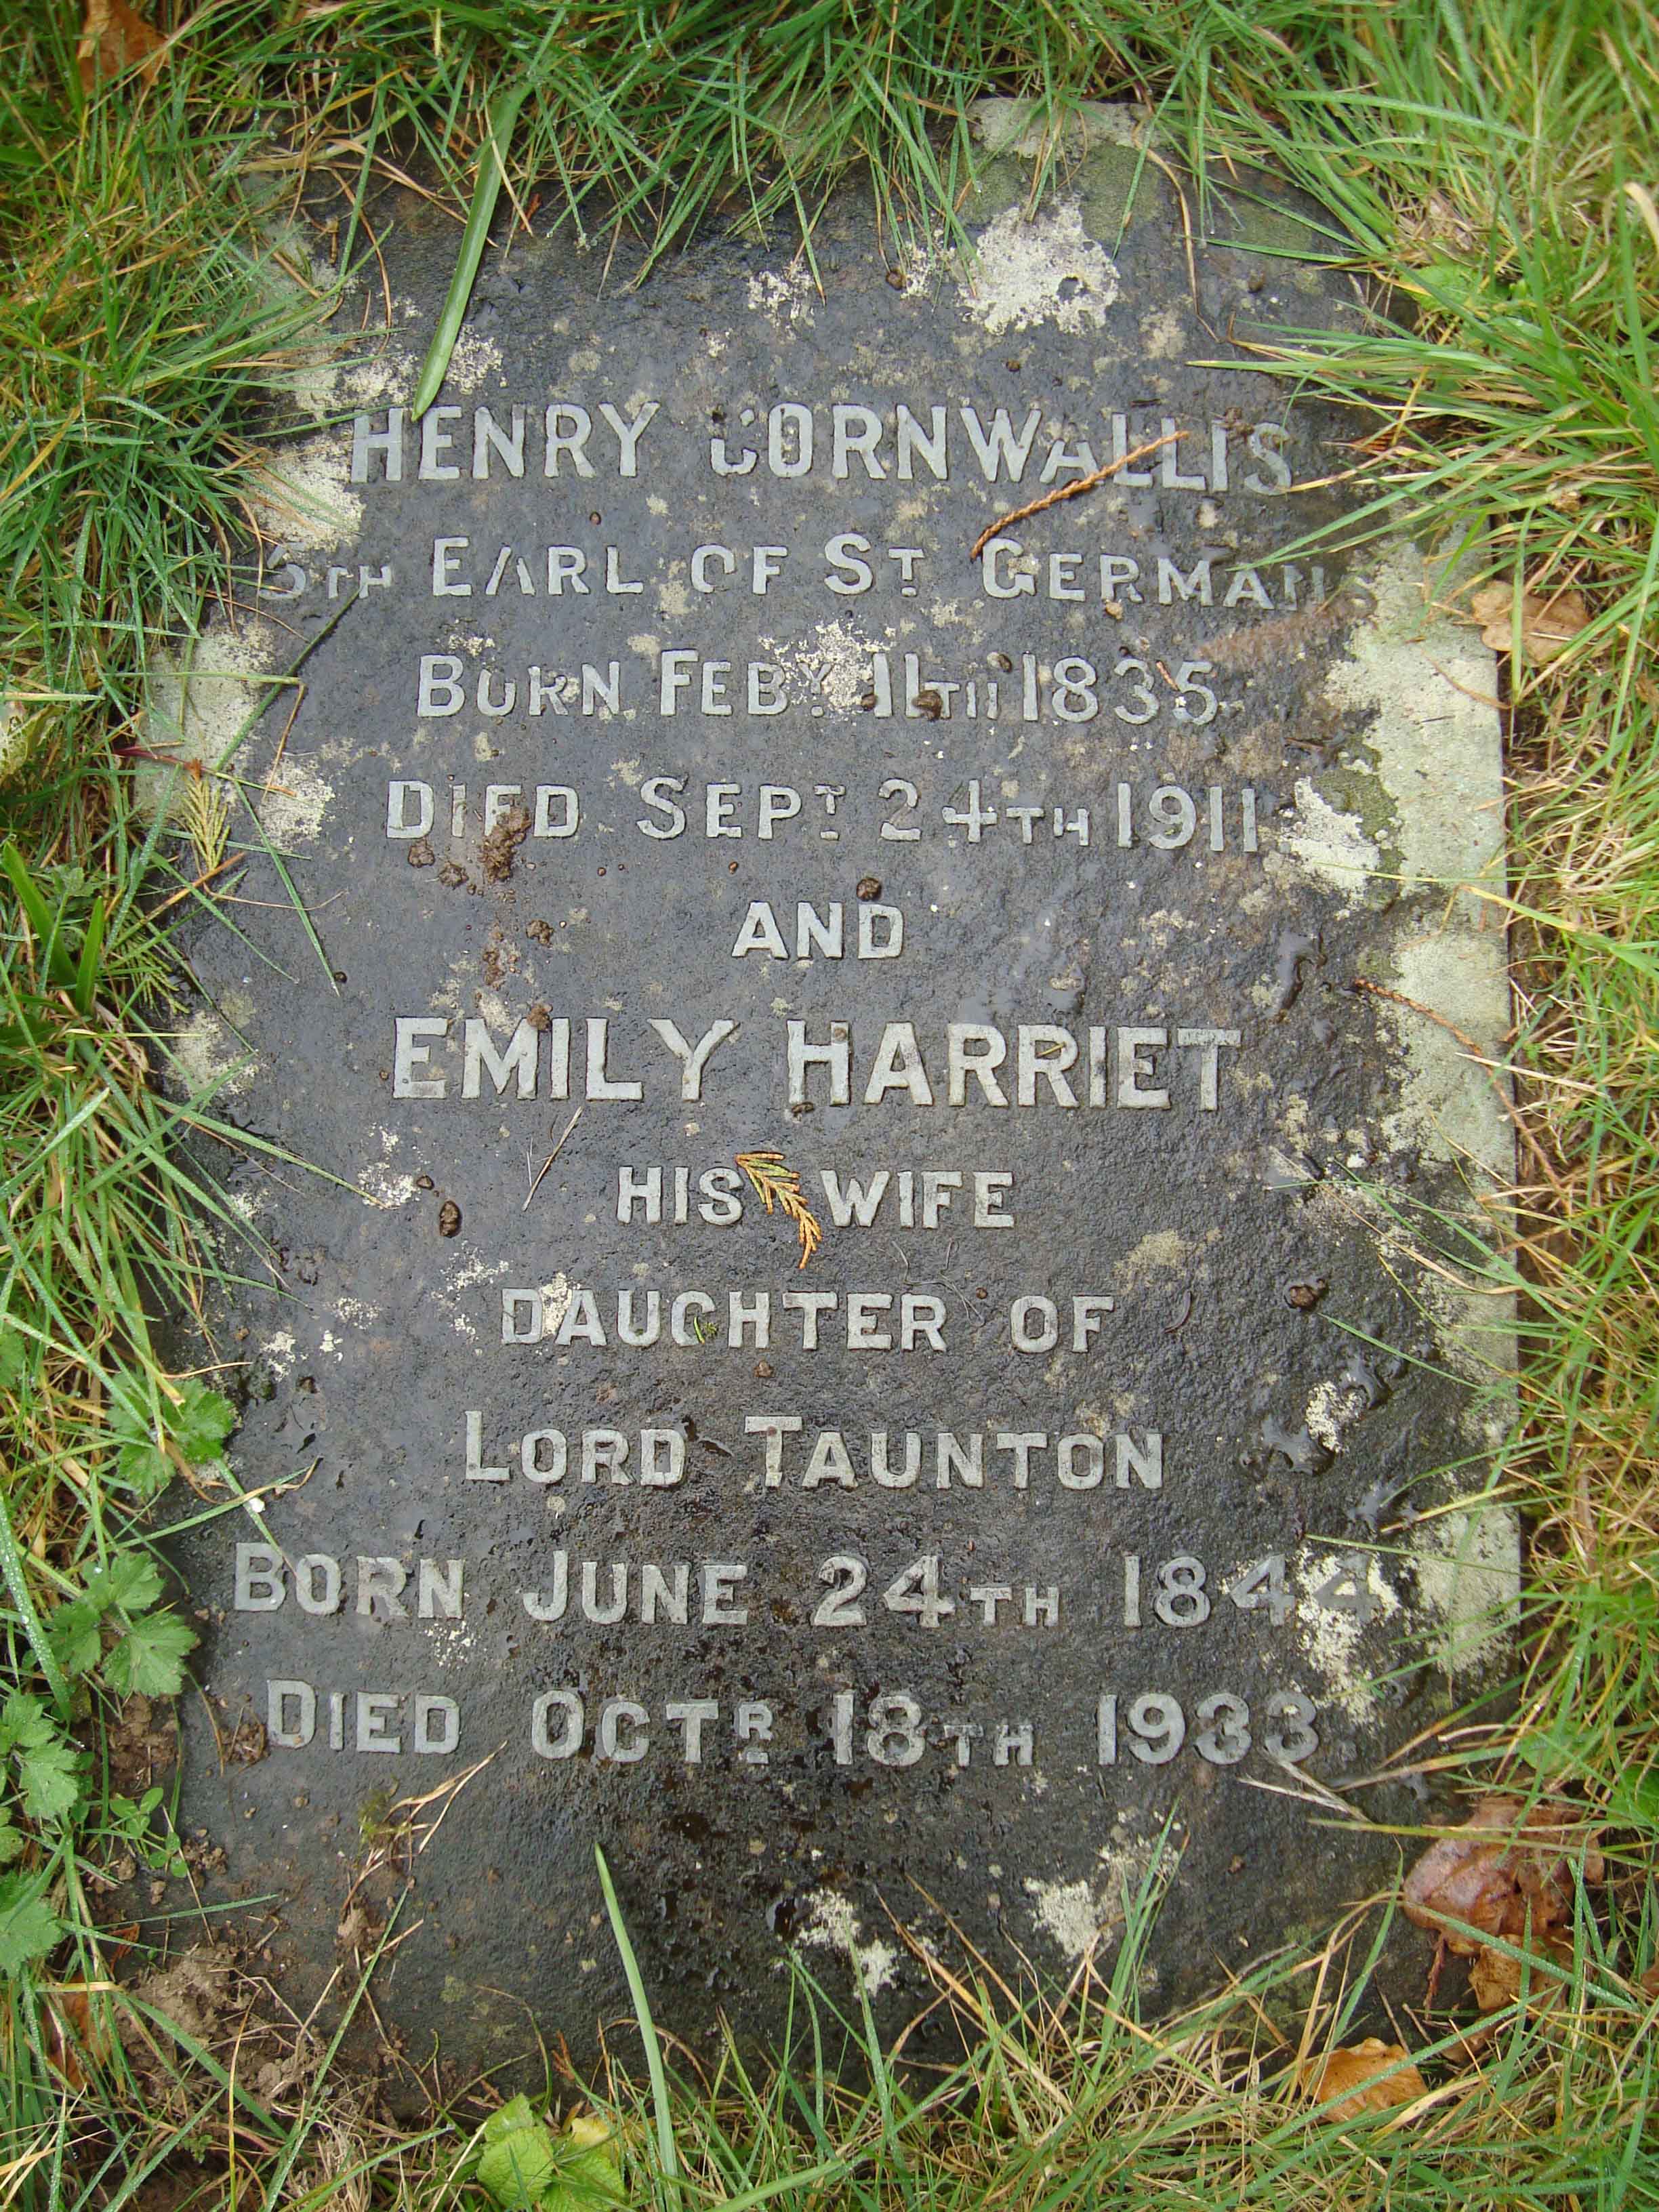 HENRY CORNWALLIS
5TH EARL OF ST GERMANS
BORN FEBY. 11TH 1835
DIED SEPT. 24TH 1911
AND
EMILY HARRIET
HIS WIFE
DAUGHTER OF
LORD TAUNTON
BORN JUNE 24TH 1844
DIED OCTR 18TH 1933